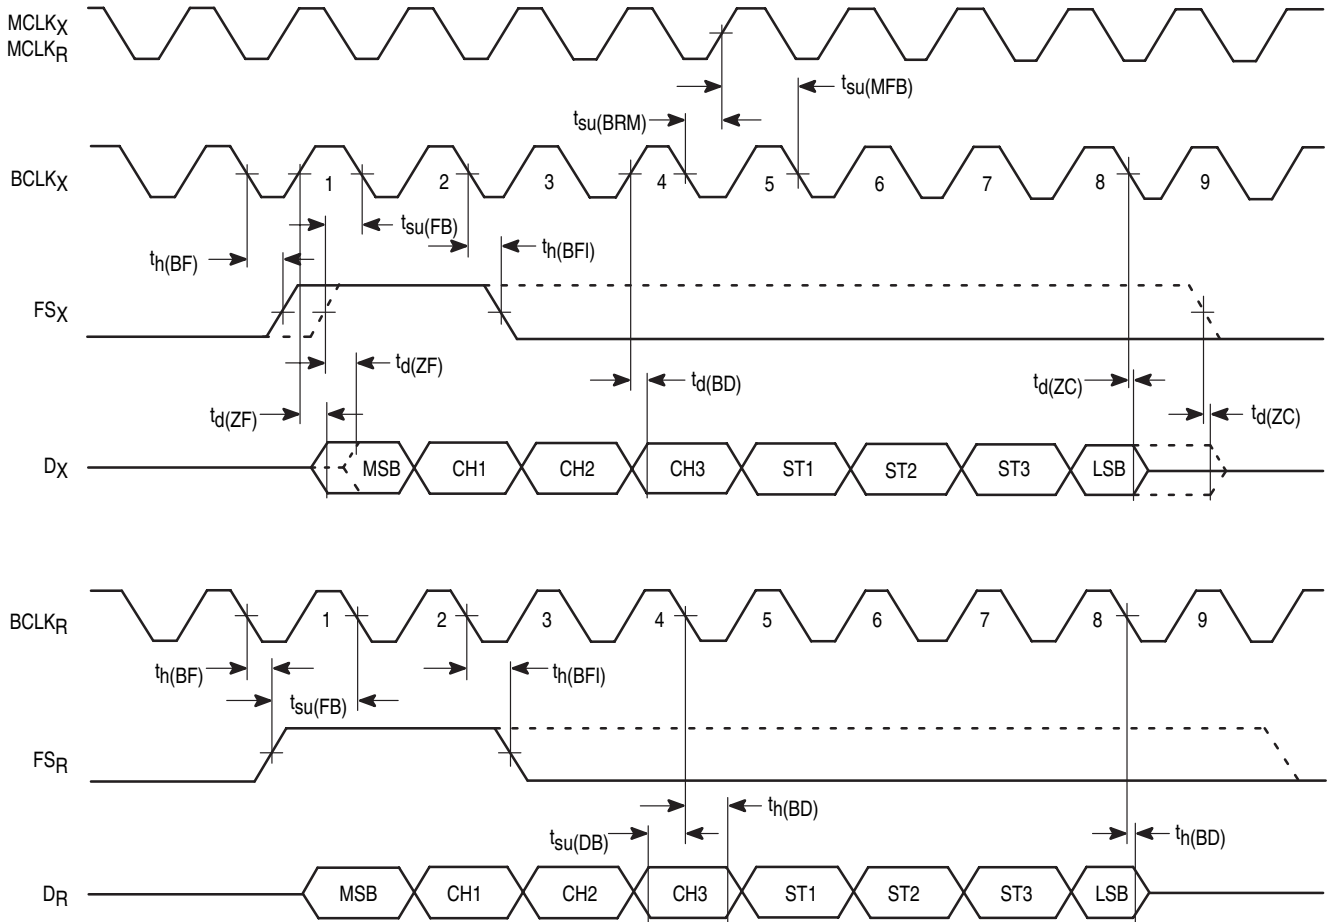 MCLKX
MCLKR
tsu(MFB)
tsu(BRM)
BCLKX
1 2 3 4 5 6 7 8 9
tsu(FB)
th(BF)
th(BFI)
FSX
td(ZF)
td(BD)
td(ZC)
td(ZF)
td(ZC)
DX
MSB CH1 CH2 CH3 ST1 ST2 ST3 LSB
BCLKR
1 2 3 4 5 6 7 8 9
th(BF)
th(BFI)
tsu(FB)
FSR
th(BD)
tsu(DB)
th(BD)
DR
MSB CH1 CH2 CH3 ST1 ST2 ST3 LSB